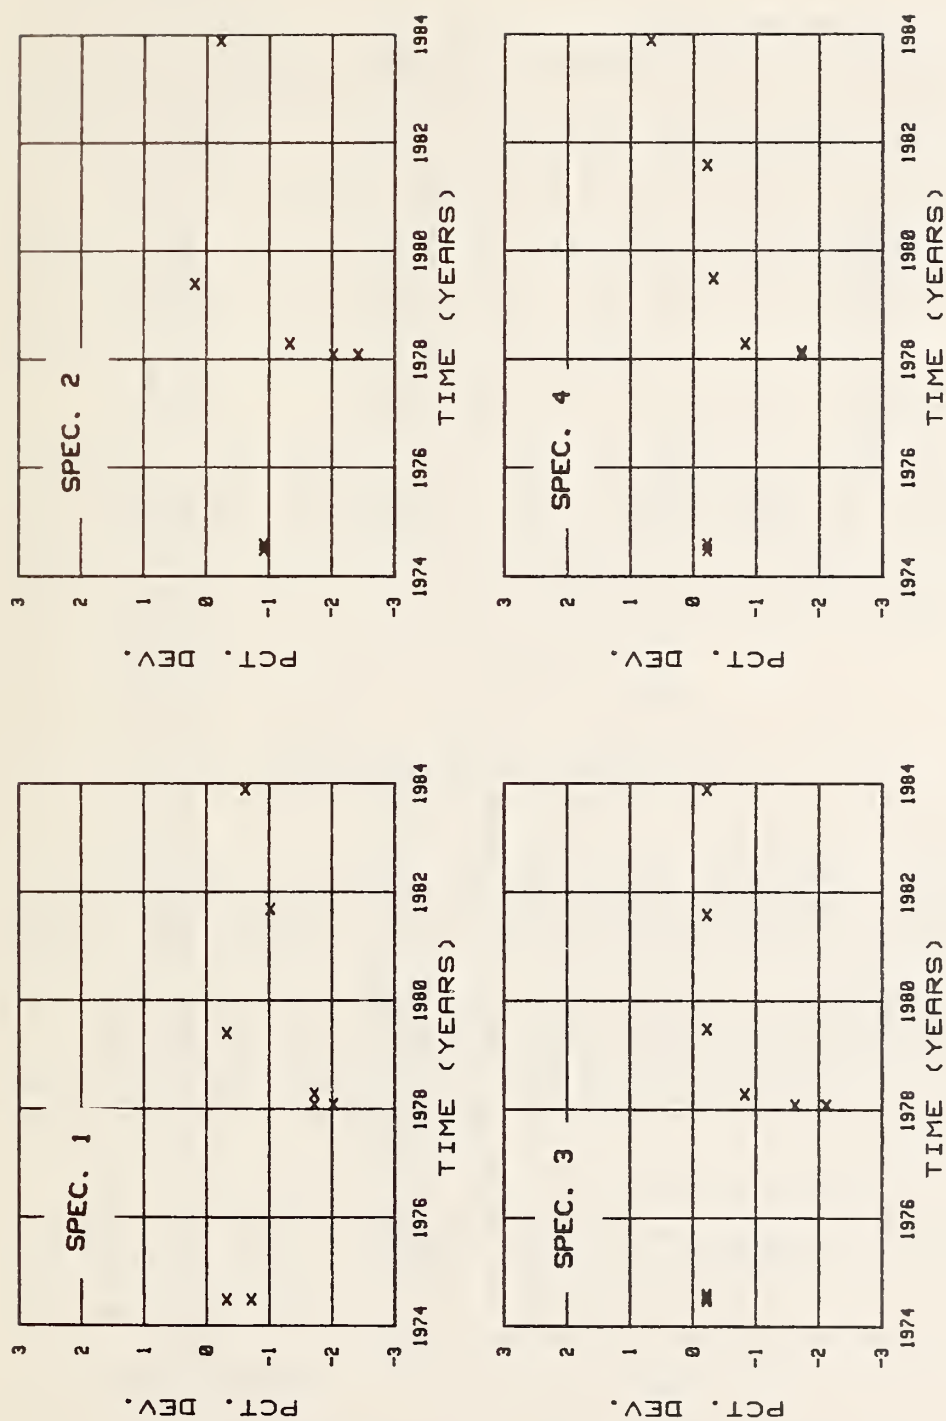 SPEC. 1
3
2
1
0
-1
-2
-3
PCT. DEV.
1974 1976 1978 1980 1982 1984
TIME (YEARS)
SPEC. 2
3
2
1
0
-1
-2
-3
PCT. DEV.
1974 1976 1978 1980 1982 1984
TIME (YEARS)
SPEC. 3
3
2
1
0
-1
-2
-3
PCT. DEV.
1974 1976 1978 1980 1982 1984
TIME (YEARS)
SPEC. 4
3
2
1
0
-1
-2
-3
PCT. DEV.
1974 1976 1978 1980 1982 1984
TIME (YEARS)